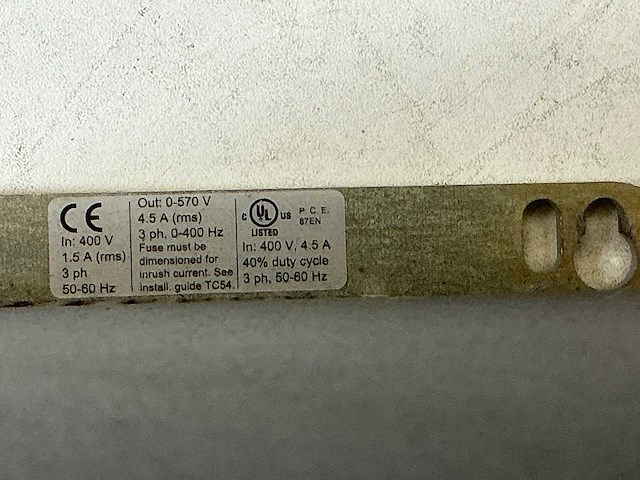 CE
In: 400 V
1.5 A (rms)
3 ph
50-60 Hz
Out: 0-570 V
4.5 A (rms)
3 ph, 0-400 Hz
Fuse must be
dimensioned for
inrush current. See
Install. guide TC54.
c UL us
LISTED
P. C. E.
87EN
In: 400 V, 4.5 A
40% duty cycle
3 ph, 50-60 Hz